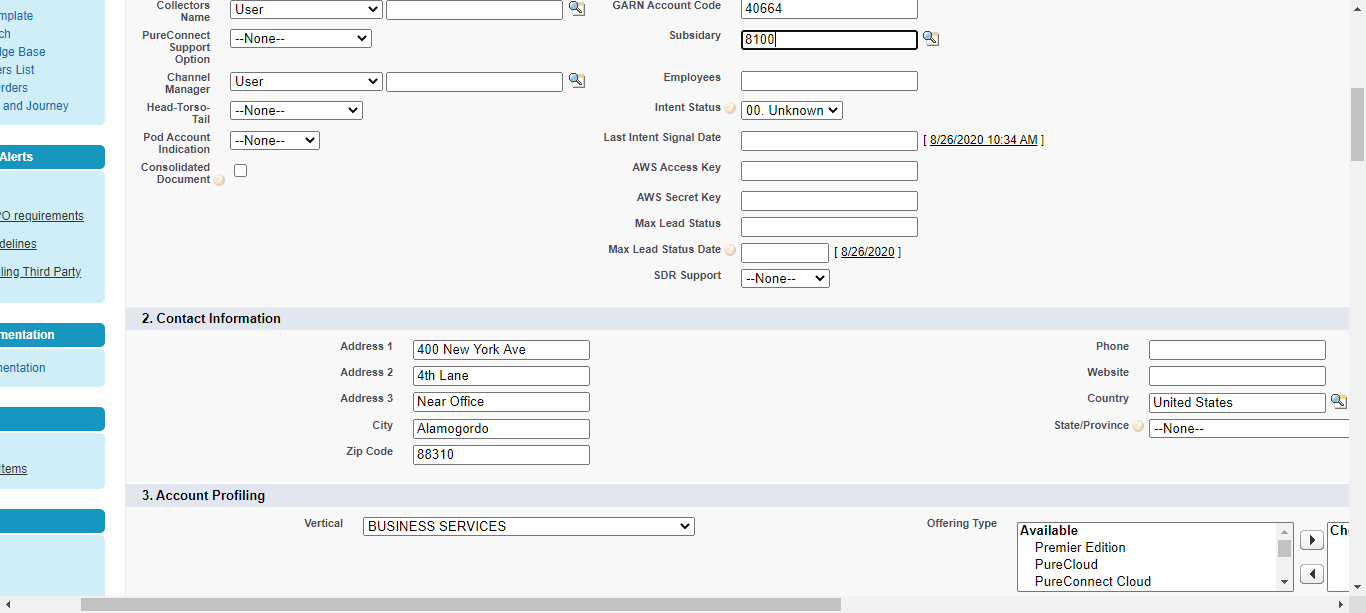 mplate
ch
dge Base
ers List
rders
and Journey
Alerts
O requirements
delines
ling Third Party
mentation
nentation
Items
Collectors
Name
User
PureConnect
Support
Option
--None--
Channel
Manager
User
Head-Torso-
Tail
--None--
Pod Account
Indication
--None--
Consolidated
Document
GARN Account Code
40664
Subsidary
8100
Employees
Intent Status
00. Unknown
Last Intent Signal Date
[ 8/26/2020 10:34 AM ]
AWS Access Key
AWS Secret Key
Max Lead Status
Max Lead Status Date
[ 8/26/2020 ]
SDR Support
--None--
2. Contact Information
Address 1
400 New York Ave
Address 2
4th Lane
Address 3
Near Office
City
Alamogordo
Zip Code
88310
Phone
Website
Country
United States
State/Province
--None--
3. Account Profiling
Vertical
BUSINESS SERVICES
Offering Type
Available
Premier Edition
PureCloud
PureConnect Cloud
Ch